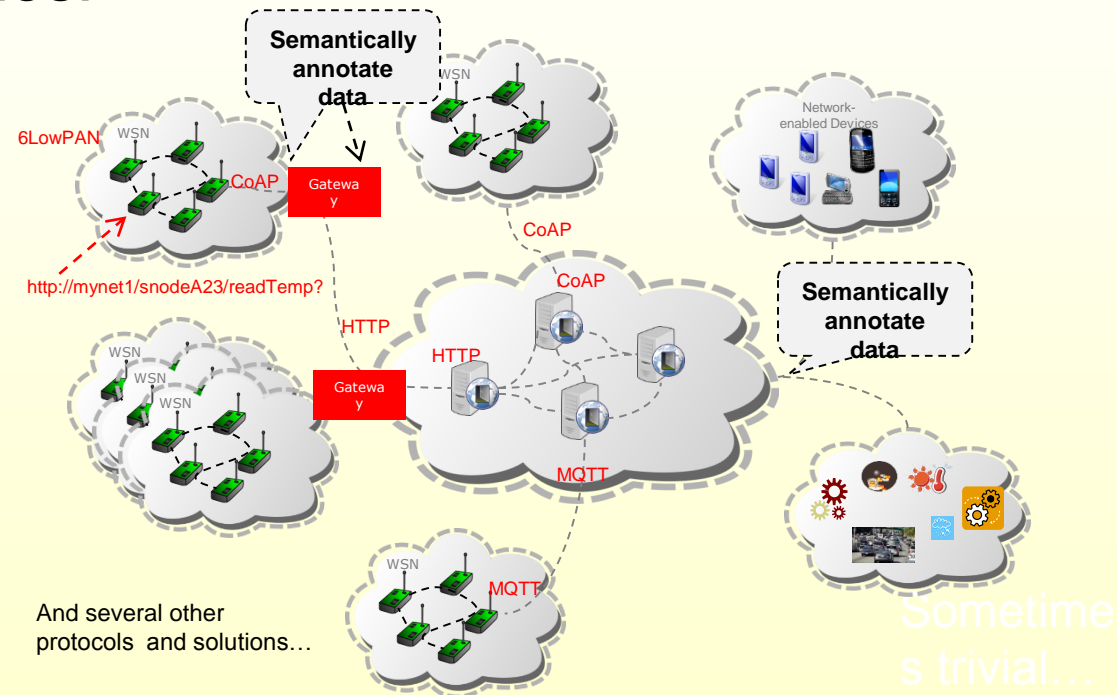 Semantically
annotate
data
WSN
Network-
enabled Devices
6LowPAN
WSN
CoAP
Gatewa
y
http://mynet1/snodeA23/readTemp?
CoAP
CoAP
Semantically
annotate
data
HTTP
HTTP
WSN
WSN
WSN
Gatewa
y
MQTT
WSN
MQTT
And several other
protocols and solutions…
Sometime
s trivial…